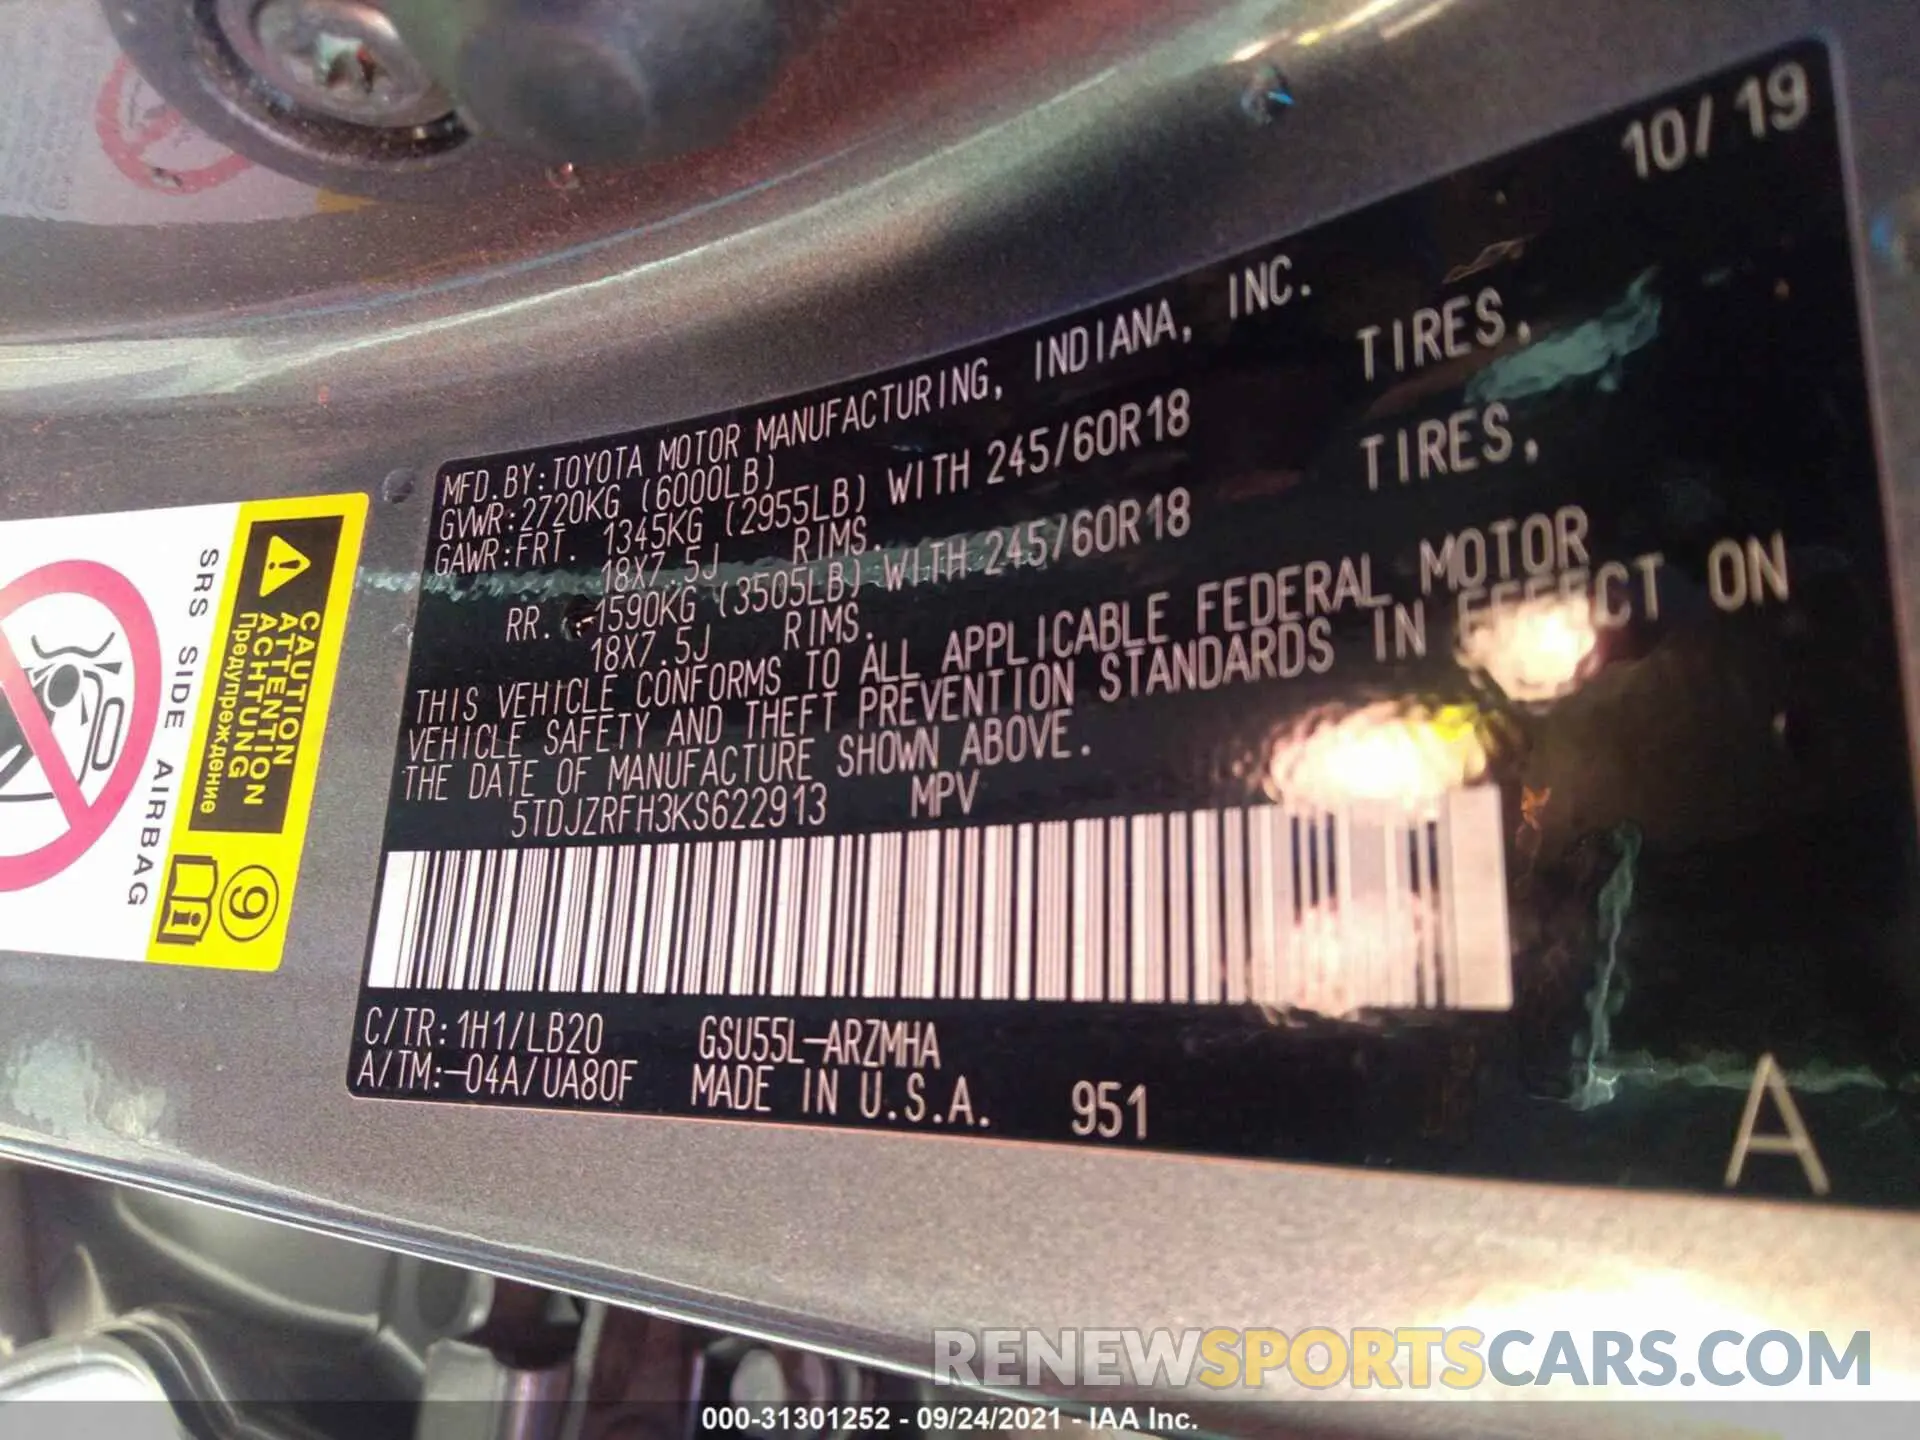 10/19
MFD.BY:TOYOTA MOTOR MANUFACTURING, INDIANA, INC.
GVWR:2720KG (6000LB)
GAWR:FRT. 1345KG (2955LB) WITH 245/60R18 TIRES,
18X7.5J RIMS.
RR. 1590KG (3505LB) WITH 245/60R18 TIRES,
18X7.5J RIMS.
THIS VEHICLE CONFORMS TO ALL APPLICABLE FEDERAL MOTOR
VEHICLE SAFETY AND THEFT PREVENTION STANDARDS IN EFFECT ON
THE DATE OF MANUFACTURE SHOWN ABOVE.
5TDJZRFH3KS622913 MPV
C/TR:1H1/LB20 GSU55L-ARZMHA
A/TM:-04A/UA80F MADE IN U.S.A. 951
A
CAUTION
ATTENTION
ACHTUNG
Предупреждение
SRS SIDE AIRBAG
9
i
RENEWSPORTSCARS.COM
000-31301252 - 09/24/2021 - IAA Inc.